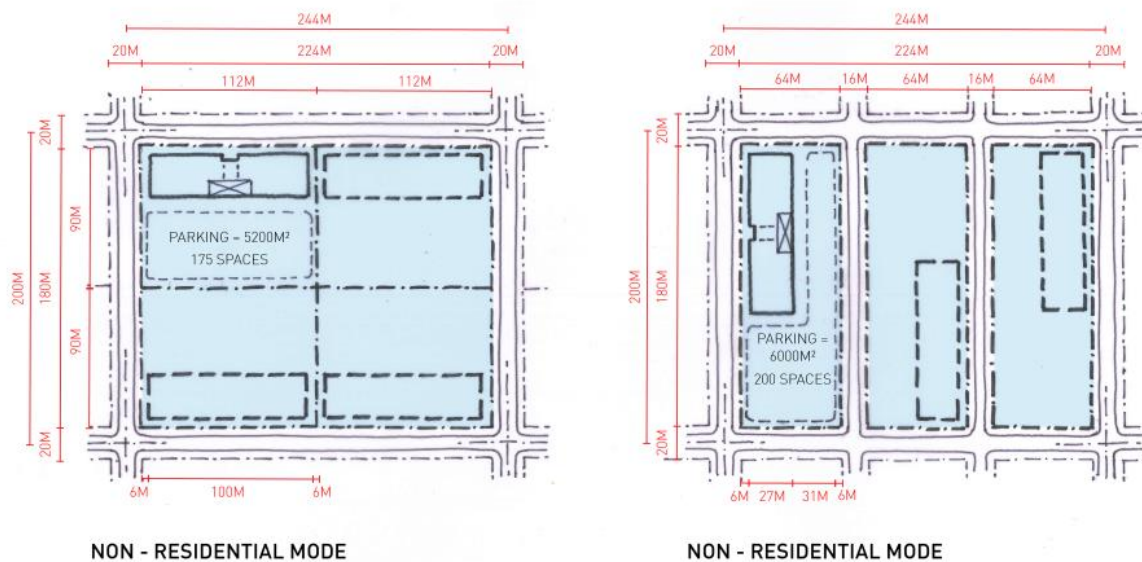 244M
20M 224M 20M
112M 112M
20M
200M
180M
90M
90M
20M
PARKING = 5200M²
175 SPACES
6M 100M 6M
NON - RESIDENTIAL MODE
244M
20M 224M 20M
64M 16M 64M 16M 64M
20M
200M
180M
20M
PARKING =
6000M²
200 SPACES
6M 27M 31M 6M
NON - RESIDENTIAL MODE